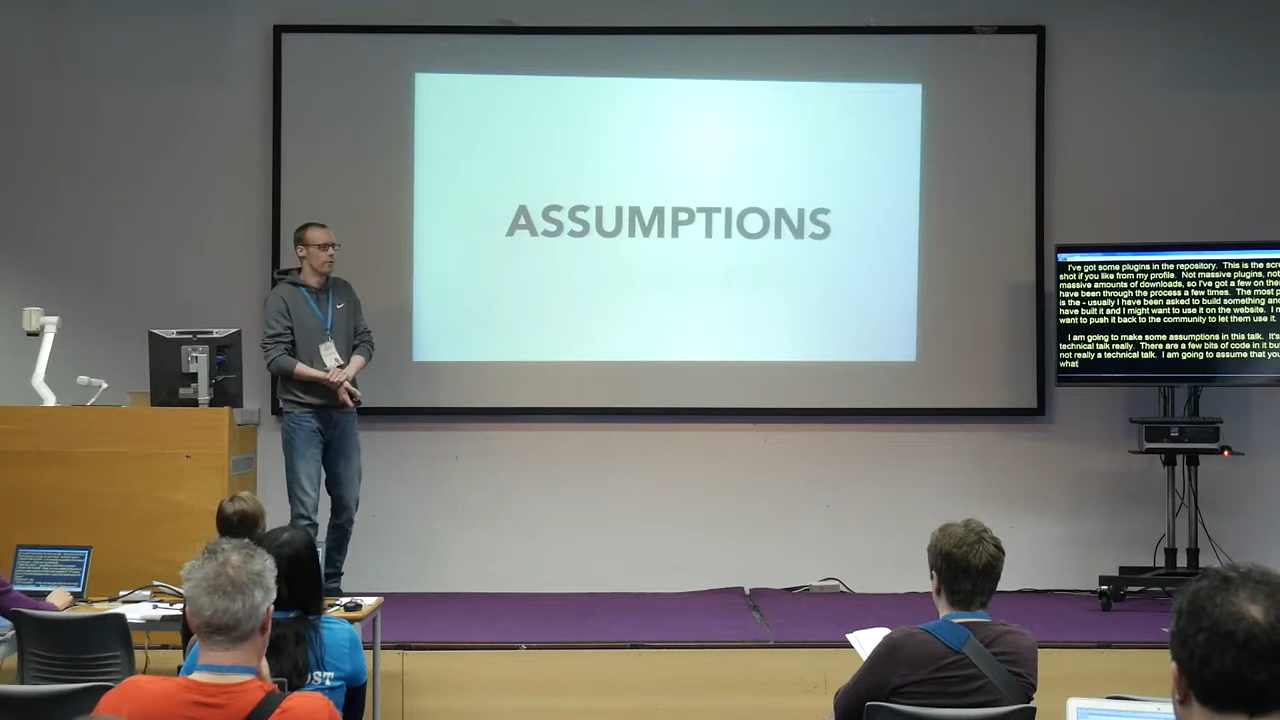 ASSUMPTIONS
I've got some plugins in the repository. This is the scre
shot if you like from my profile. Not massive plugins, not
massive amounts of downloads, so I've got a few on the
have been through the process a few times. The most p
is the - usually I have been asked to build something and
have built it and I might want to use it on the website. I m
want to push it back to the community to let them use it.
I am going to make some assumptions in this talk. It's
technical talk really. There are a few bits of code in it but
not really a technical talk. I am going to assume that you
what
OST